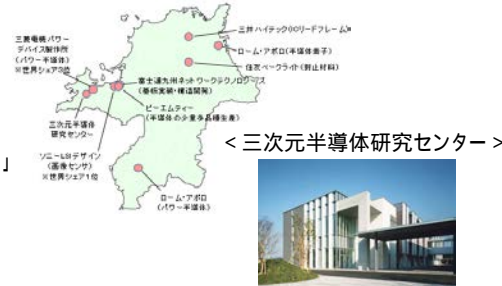 三井ハイテック(ICリードフレーム)※
三菱電機パワー
デバイス製作所
(パワー半導体)
※世界シェア2位
ローム・アポロ(半導体素子)
住友ベークライト(封止材料)
富士通九州ネットワークテクノロジーズ
(基板実装・構造開発)
ピーエムティー
(半導体の少量多品種生産)
三次元半導体
研究センター
<三次元半導体研究センター>
」
ソニーLSIデザイン
(画像センサ)
※世界シェア1位
ローム・アポロ
(パワー半導体)